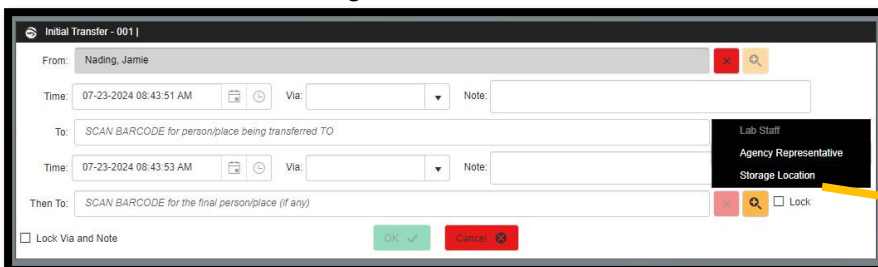 Initial Transfer - 001 |
From: Nading, Jamie
Time: 07-23-2024 08:43:51 AM Via: Note:
To: SCAN BARCODE for person/place being transferred TO
Lab Staff
Agency Representative
Time: 07-23-2024 08:43:53 AM Via: Note:
Storage Location
Then To: SCAN BARCODE for the final person/place (if any) Lock
Lock Via and Note OK Cancel